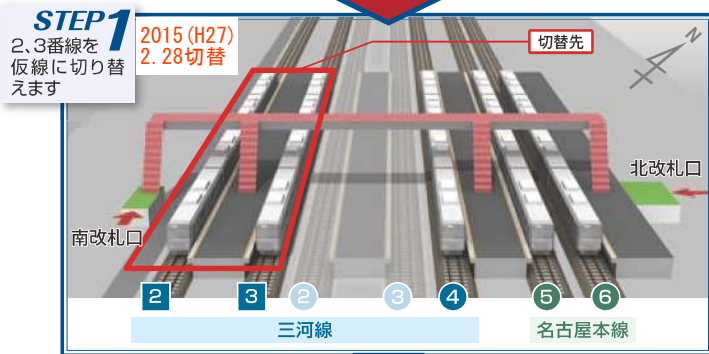 STEP1
2、3番線を
仮線に切り替
えます
2015(H27)
2.28切替
切替先
N
北改札口
南改札口
2 3 2 3 4 5 6
三河線 名古屋本線